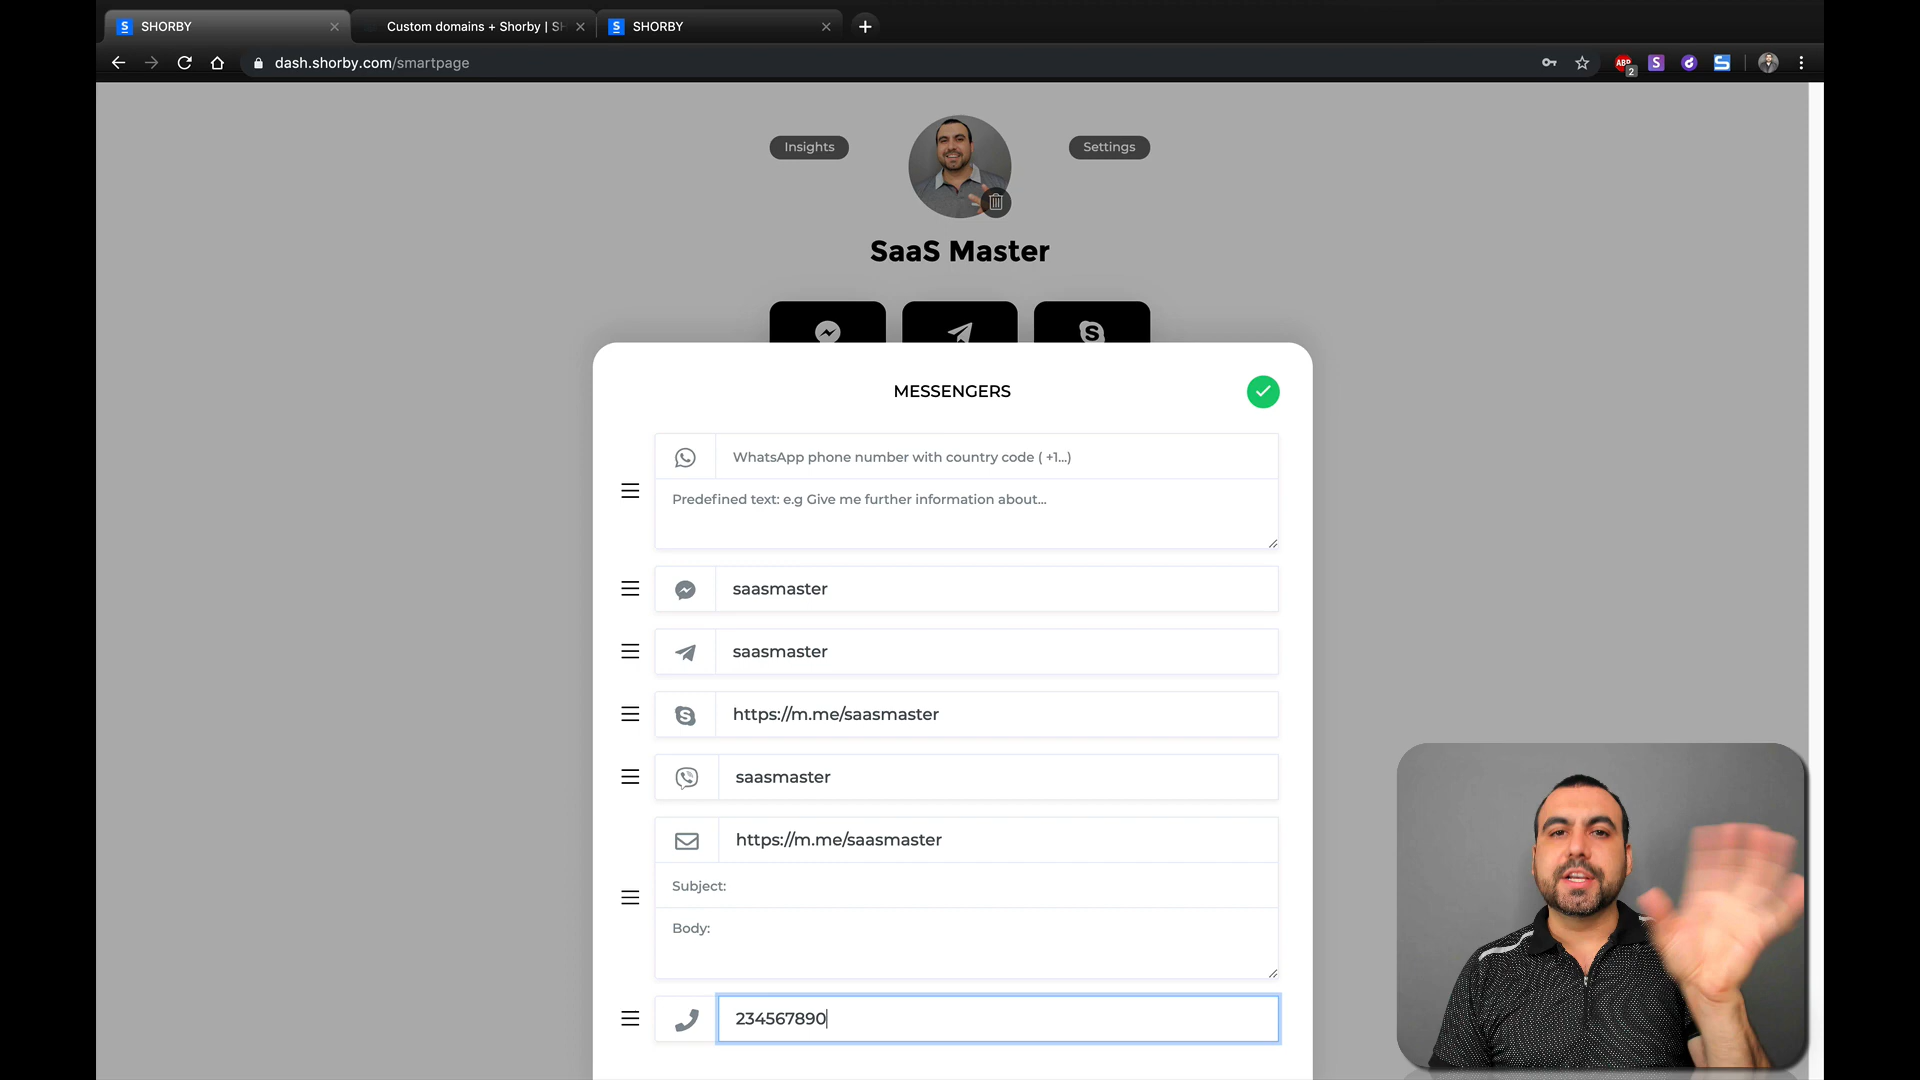 SHORBY
Custom domains + Shorby | SH
SHORBY
dash.shorby.com/smartpage
ABP
2
S
Insights
Settings
SaaS Master
MESSENGERS
WhatsApp phone number with country code ( +1...)
Predefined text: e.g Give me further information about...
saasmaster
saasmaster
https://m.me/saasmaster
saasmaster
https://m.me/saasmaster
Subject:
Body:
234567890